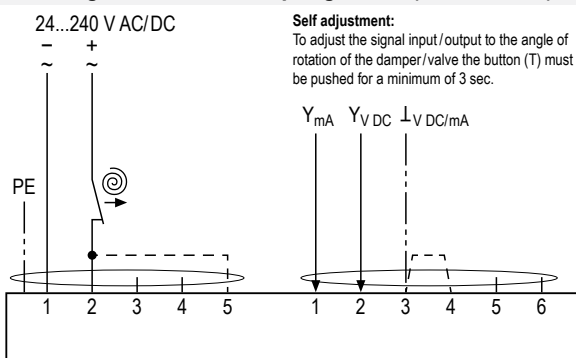 24...240 V AC/DC
− +
~ ~
Self adjustment:
To adjust the signal input/output to the angle of
rotation of the damper/valve the button (T) must
be pushed for a minimum of 3 sec.
YmA YV DC ⊥V DC/mA
PE
1 2 3 4 5
1 2 3 4 5 6